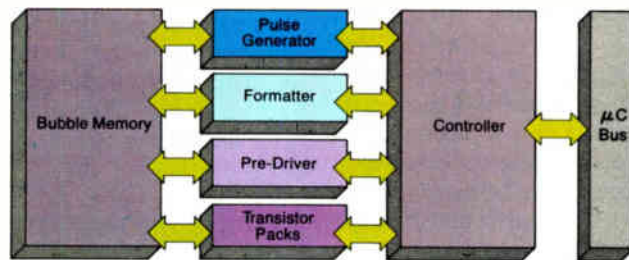 Pulse
Generator
Bubble Memory
Formatter
Pre-Driver
Transistor
Packs
Controller
μC
Bus